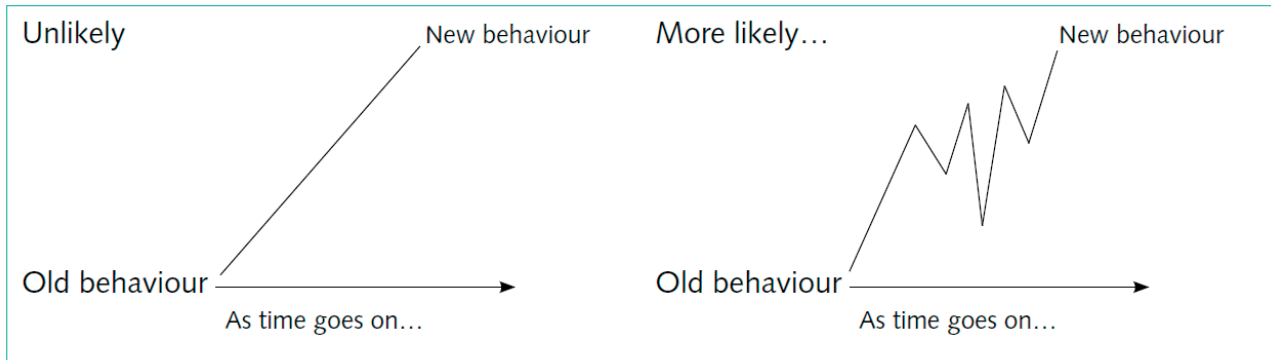 Unlikely
New behaviour
Old behaviour
As time goes on…
More likely…
New behaviour
Old behaviour
As time goes on…